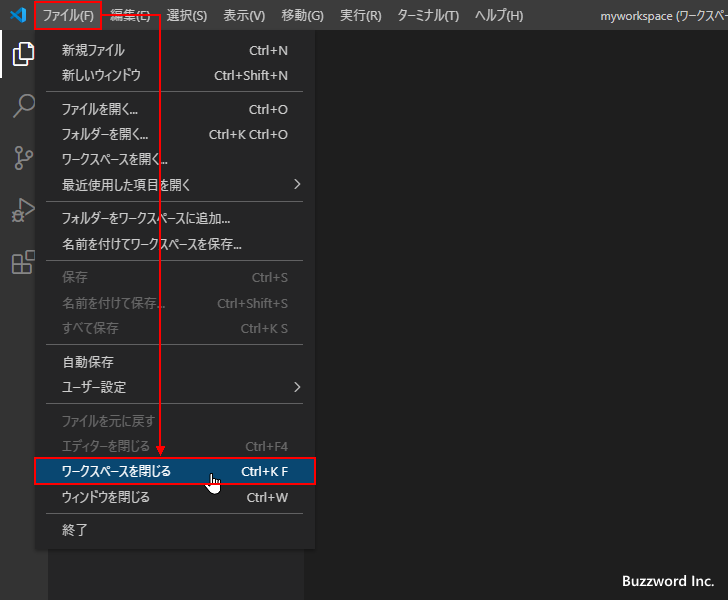 ファイル(F) 編集(E) 選択(S) 表示(V) 移動(G) 実行(R) ターミナル(T) ヘルプ(H) myworkspace (ワークスペー
新規ファイル Ctrl+N
新しいウィンドウ Ctrl+Shift+N
ファイルを開く... Ctrl+O
フォルダーを開く... Ctrl+K Ctrl+O
ワークスペースを開く...
最近使用した項目を開く
フォルダーをワークスペースに追加...
名前を付けてワークスペースを保存...
保存 Ctrl+S
名前を付けて保存... Ctrl+Shift+S
すべて保存 Ctrl+K S
自動保存
ユーザー設定
ファイルを元に戻す
エディターを閉じる Ctrl+F4
ワークスペースを閉じる Ctrl+K F
ウィンドウを閉じる Ctrl+W
終了
Buzzword Inc.